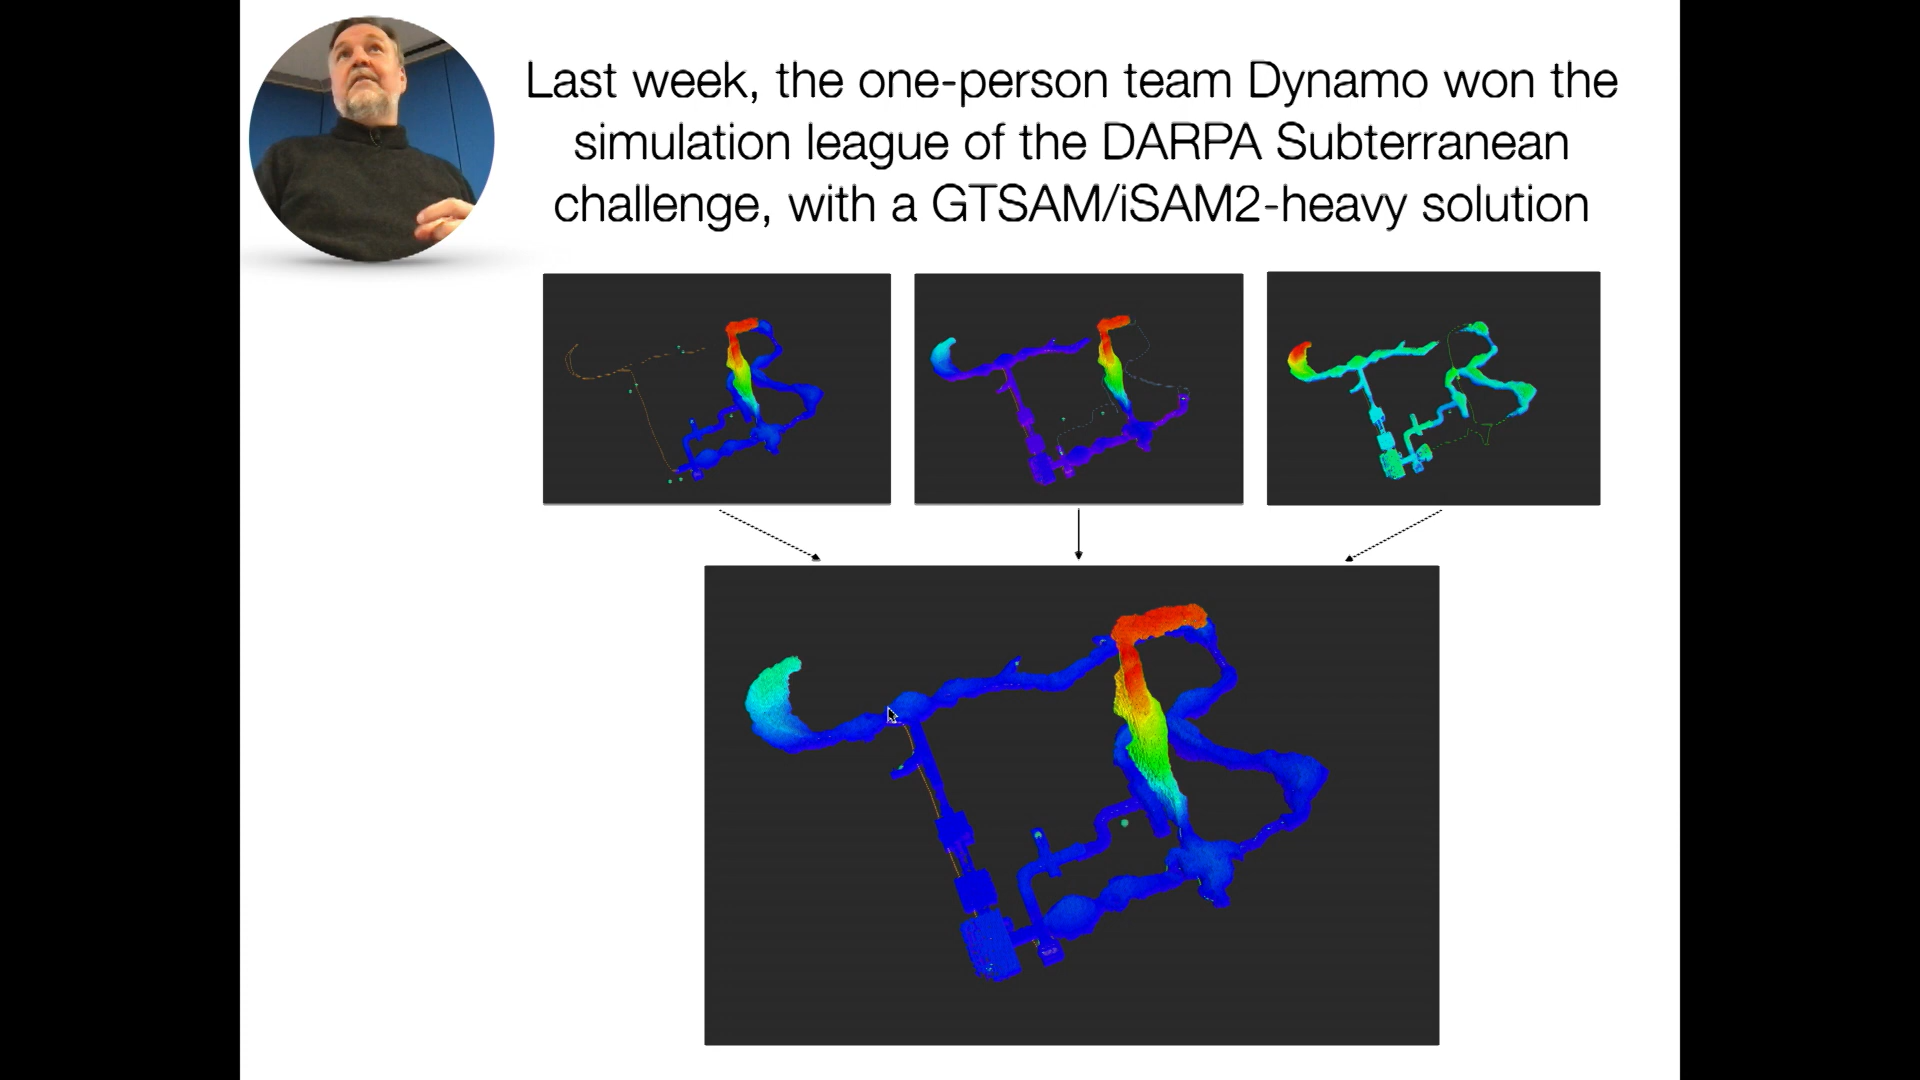 Last week, the one-person team Dynamo won the
simulation league of the DARPA Subterranean
challenge, with a GTSAM/iSAM2-heavy solution